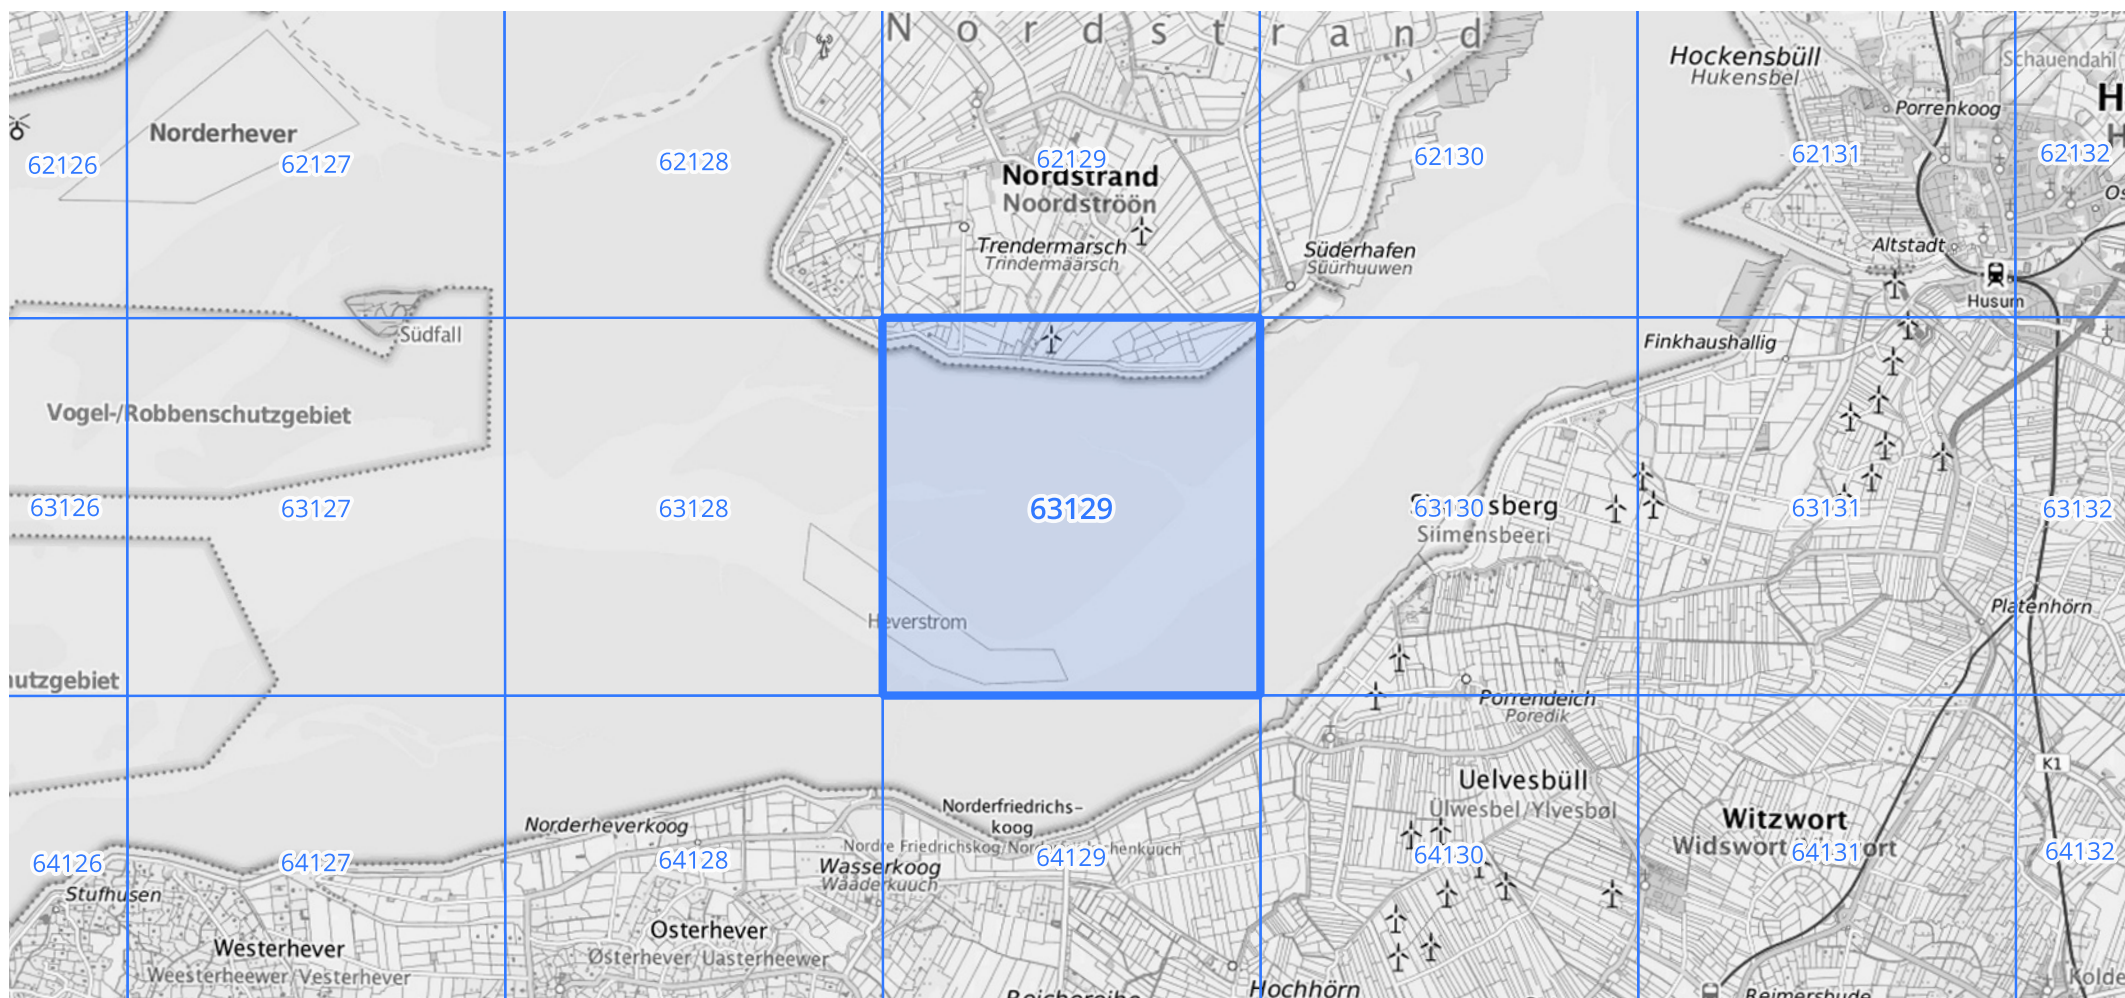 Nordstrand
Hockensbüll
Hukensbel
Schauendahl
Porrenkoog
Norderhever
62126
62127
62128
62129
62130
62131
62132
Nordstrand
Noordströön
Trendermarsch
Trindermäärsch
Süderhafen
Süürhuuwen
Altstadt
Husum
Südfall
Finkhaushallig
Vogel-/Robbenschutzgebiet
63126
63127
63128
63129
63130
63131
63132
sberg
Siimensbeeri
Heverstrom
Platenhörn
utzgebiet
Porrendeich
Poredik
K1
Uelvesbüll
Ülwesbel/Ylvesbøl
Norderfriedrichs-
koog
Norderheverkoog
Witzwort
Widswort
64126
64127
64128
64129
64130
64131
64132
Wasserkoog
Wååderkuuch
Stufhusen
Osterhever
Østerhever/Uasterheewer
Westerhever
Weesterheewer/Vesterhever
Hochhörn